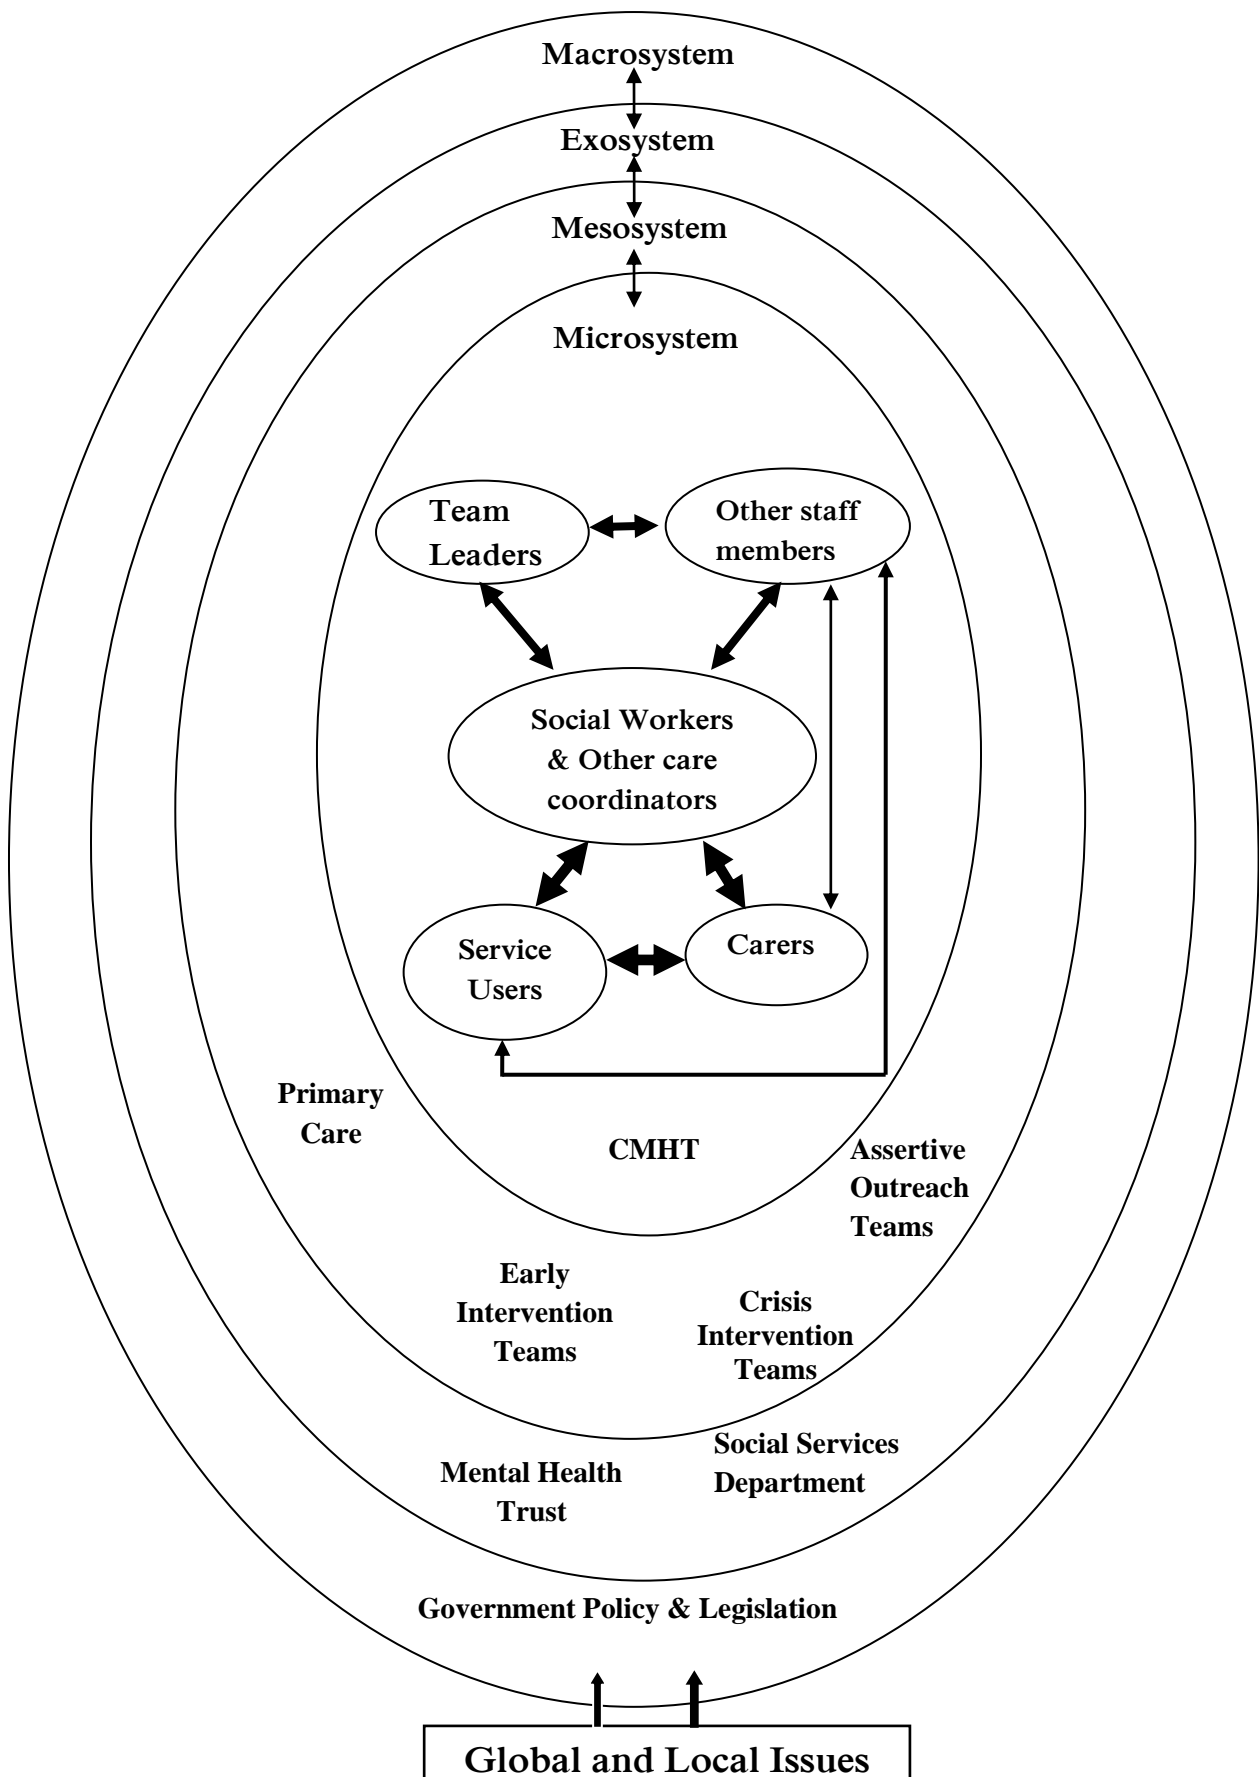 Macrosystem
Exosystem
Mesosystem
Microsystem
Team
Leaders
Other staff
members
Social Workers
& Other care
coordinators
Service
Users
Carers
Primary
Care
CMHT
Assertive
Outreach
Teams
Early
Intervention
Teams
Crisis
Intervention
Teams
Mental Health
Trust
Social Services
Department
Government Policy & Legislation
Global and Local Issues